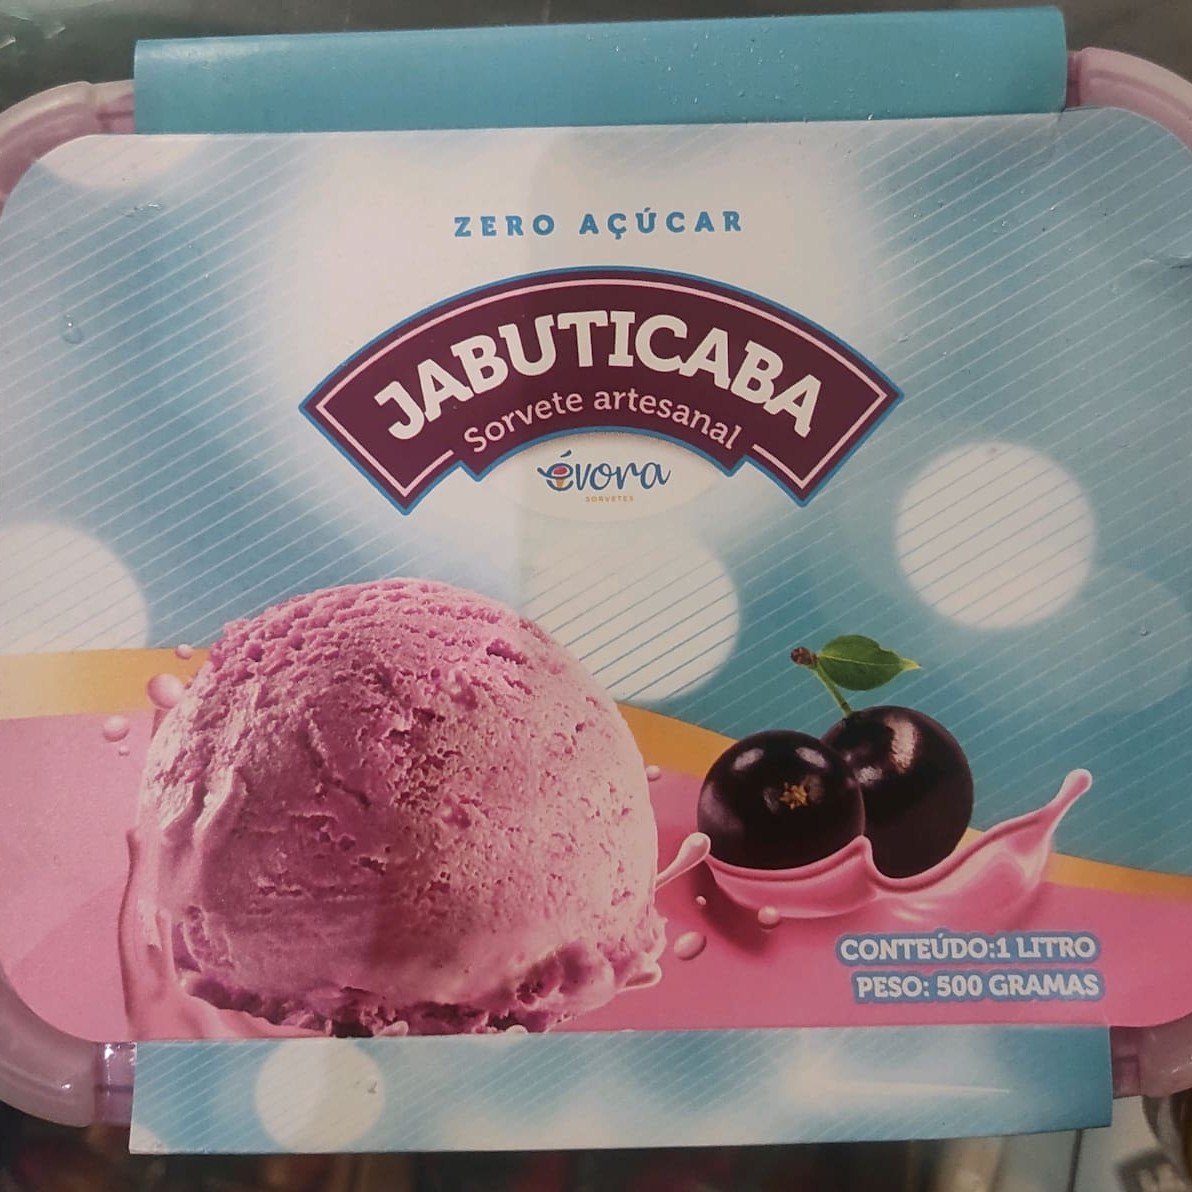 ZERO AÇÚCAR
JABUTICABA
Sorvete artesanal
évora
SORVETES
CONTEÚDO:1 LITRO
PESO: 500 GRAMAS